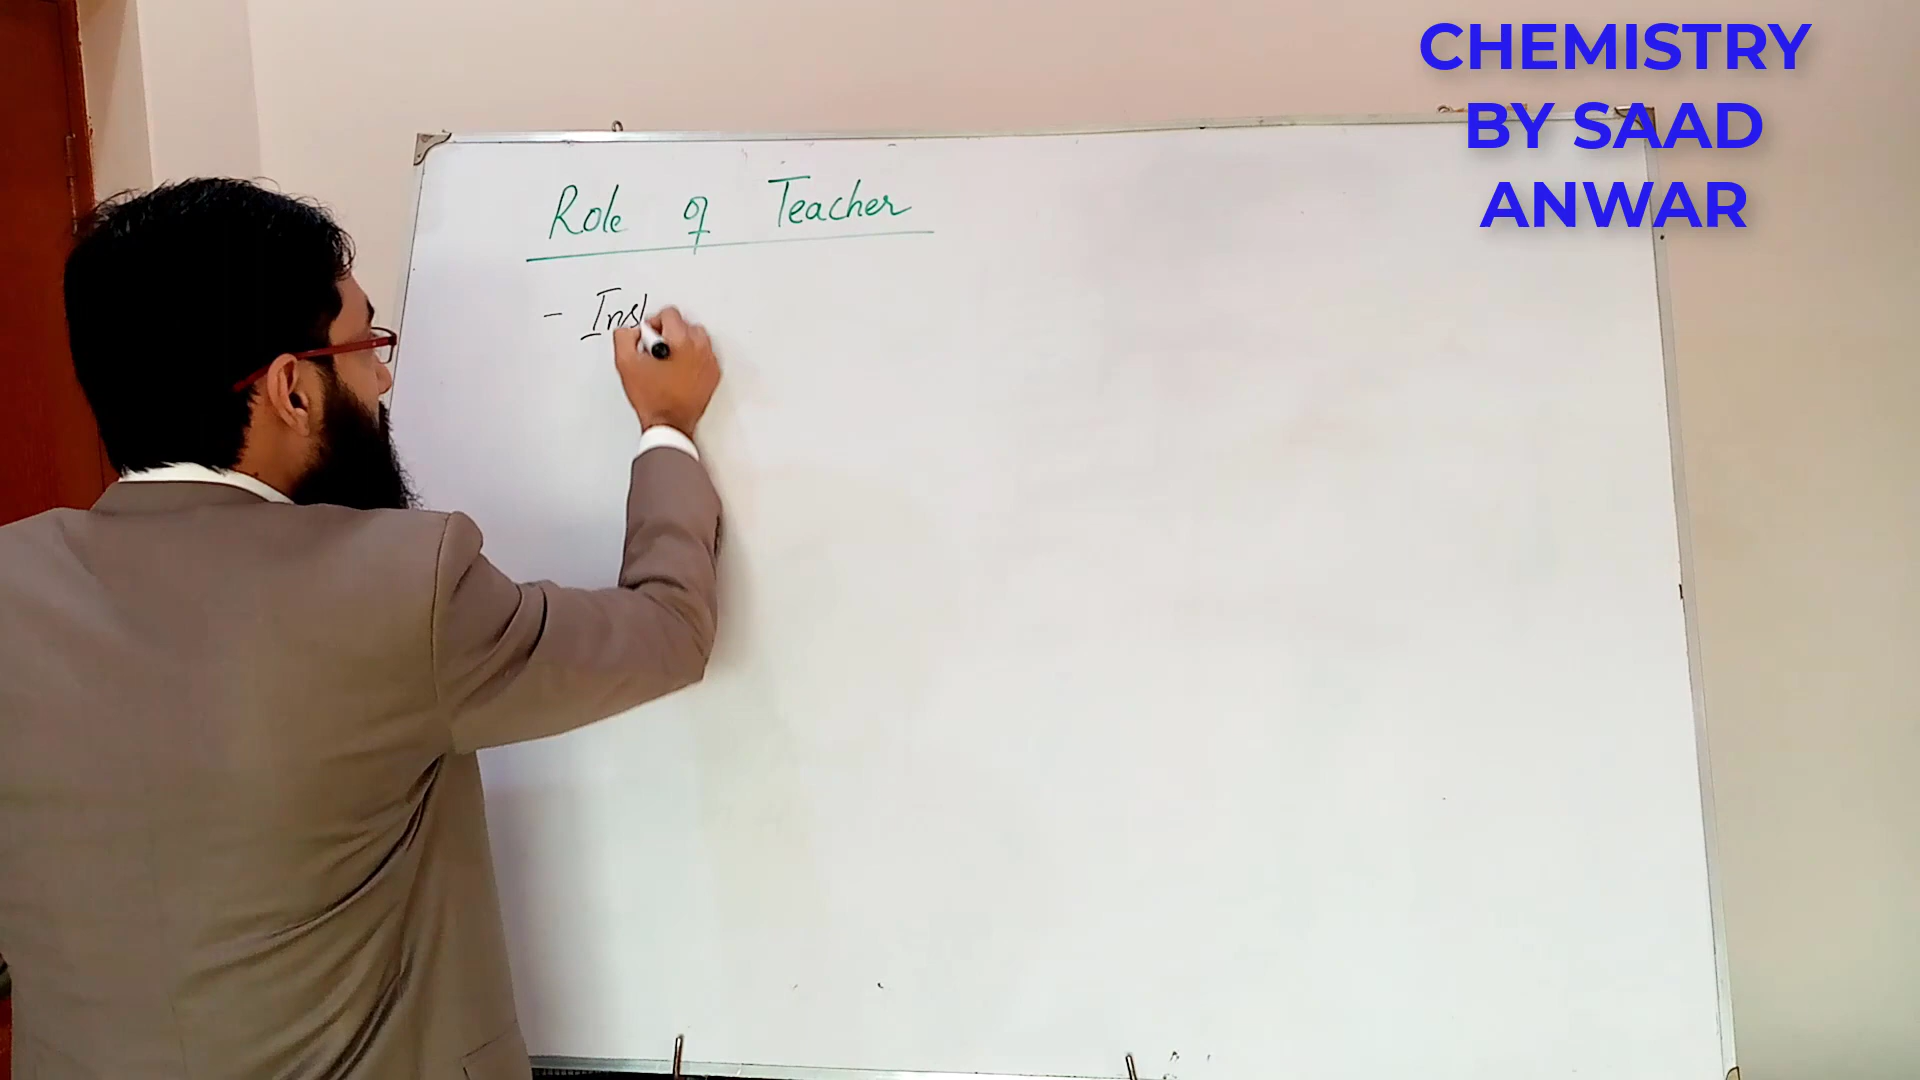 CHEMISTRY
BY SAAD
ANWAR
Role of Teacher
- Inst